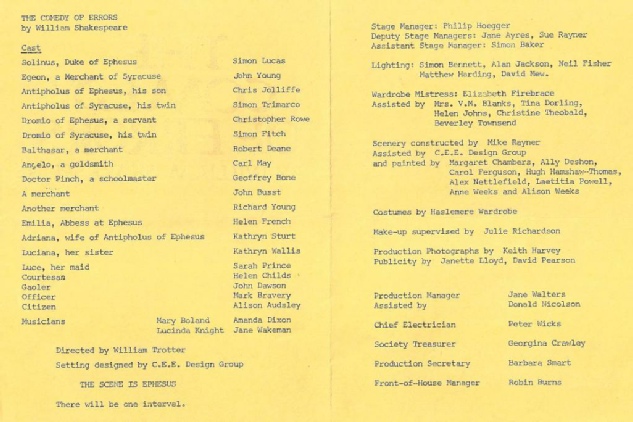 THE COMEDY OF ERRORS
by William Shakespeare
Cast
Solinus, Duke of Ephesus Simon Lucas
Egeon, a Merchant of Syracuse John Young
Antipholus of Ephesus, his son Chris Jelliffe
Antipholus of Syracuse, his twin Simon Trimarco
Dromio of Ephesus, a servant Christopher Rowe
Dromio of Syracuse, his twin Simon Fitch
Balthasar, a merchant Robert Deane
Angelo, a goldsmith Carl May
Doctor Pinch, a schoolmaster Geoffrey Bone
A merchant John Busst
Another merchant Richard Young
Emilia, Abbess at Ephesus Helen French
Adriana, wife of Antipholus of Ephesus Kathryn Sturt
Luciana, her sister Kathryn Wallis
Luce, her maid Sarah Prince
Courtesan Helen Childs
Gaoler John Dawson
Officer Mark Bravery
Citizen Alison Audsley
Musicians Mary Boland Amanda Dixon
Lucinda Knight Jane Wakeman
Directed by William Trotter
Setting designed by C.E.E. Design Group
THE SCENE IS EPHESUS
There will be one interval.
Stage Manager: Philip Hoegger
Deputy Stage Managers: Jane Ayres, Sue Rayner
Assistant Stage Manager: Simon Baker
Lighting: Simon Bennett, Alan Jackson, Neil Fisher
Matthew Harding, David Mew.
Wardrobe Mistress: Elizabeth Firebrace
Assisted by Mrs. V.M. Blanks, Tina Dorling,
Helen Johns, Christine Theobald,
Beverley Townsend
Scenery constructed by Mike Rayner
Assisted by C.E.E. Design Group
and painted by Margaret Chambers, Ally Deshon,
Carol Ferguson, Hugh Hamshaw-Thomas,
Alex Nettlefield, Laetitia Powell,
Anne Weeks and Alison Weeks
Costumes by Haslemere Wardrobe
Make-up supervised by Julie Richardson
Production Photographs by Keith Harvey
Publicity by Janette Lloyd, David Pearson
Production Manager Jane Walters
Assisted by Donald Nicolson
Chief Electrician Peter Wicks
Society Treasurer Georgina Crawley
Production Secretary Barbara Smart
Front-of-House Manager Robin Burns